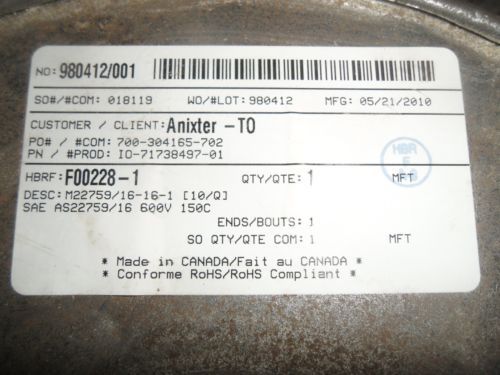 NO: 980412/001
SO#/#COM: 018119 WO/#LOT: 980412 MFG: 05/21/2010
CUSTOMER / CLIENT: Anixter -TO
PO# / #COM: 700-304165-702
PN / #PROD: IO-71738497-01
HBR
6
HBRF: F00228-1 QTY/QTE: 1 MFT
DESC: M22759/16-16-1 [10/Q]
SAE AS22759/16 600V 150C
ENDS/BOUTS: 1
SO QTY/QTE COM: 1 MFT
* Made in CANADA/Fait au CANADA *
* Conforme RoHS/RoHS Compliant *